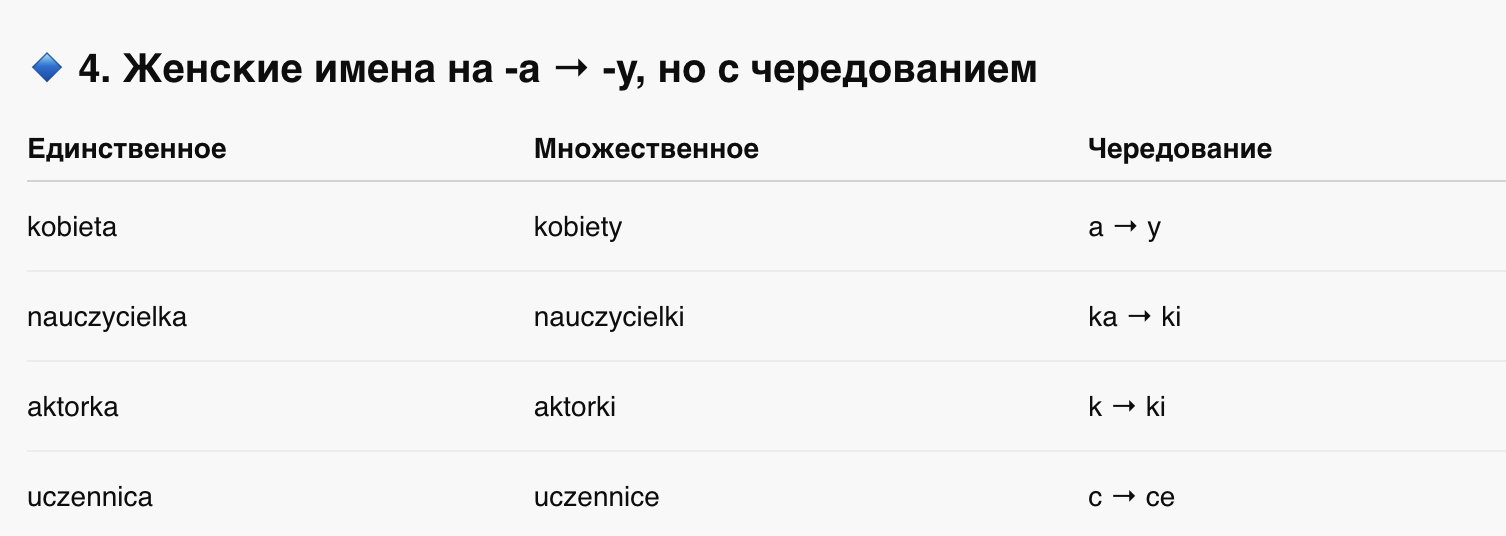 4. Женские имена на -a → -y, но с чередованием
Единственное Множественное Чередование
kobieta kobiety a → y
nauczycielka nauczycielki ka → ki
aktorka aktorki k → ki
uczennica uczennice c → ce